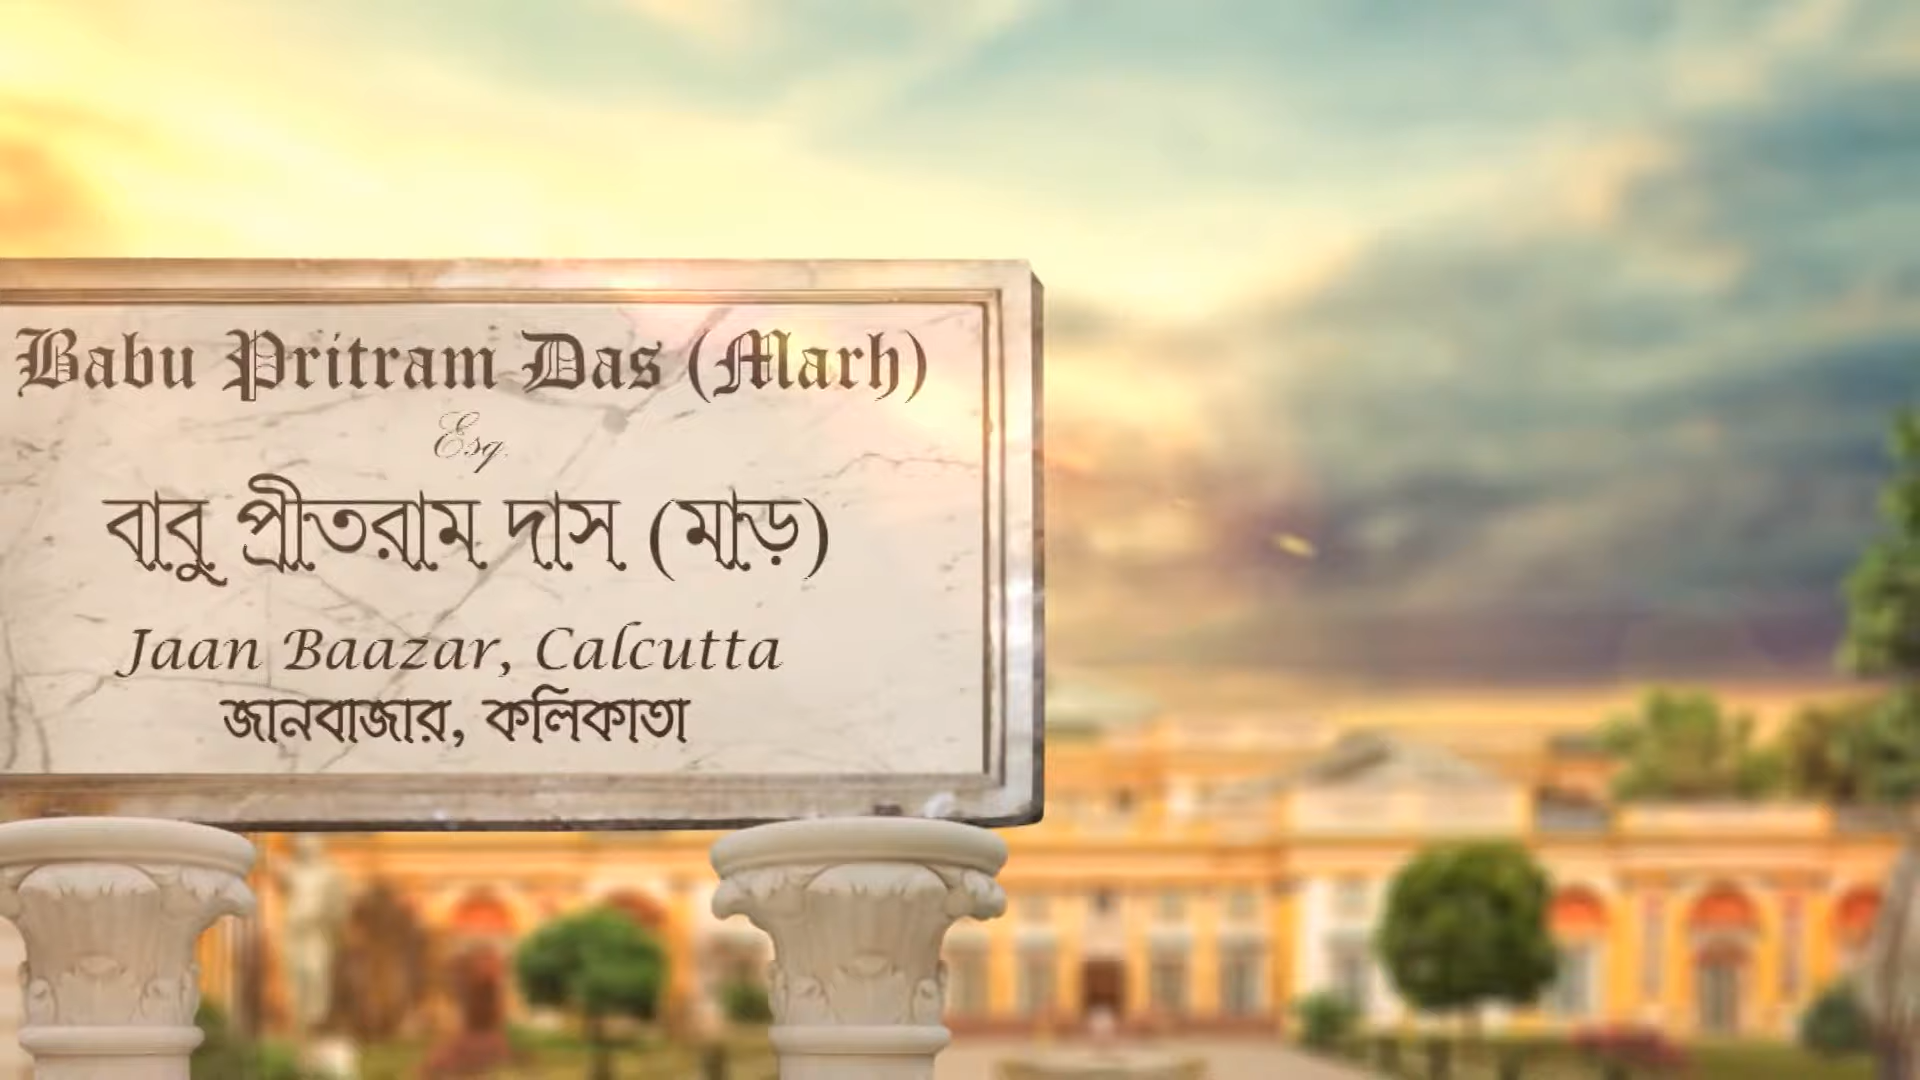 Babu Pritram Das (Marh)
Esq.
বাবু প্রীতরাম দাস (মাড়)
Jaan Baazar, Calcutta
জানবাজার, কলিকাতা